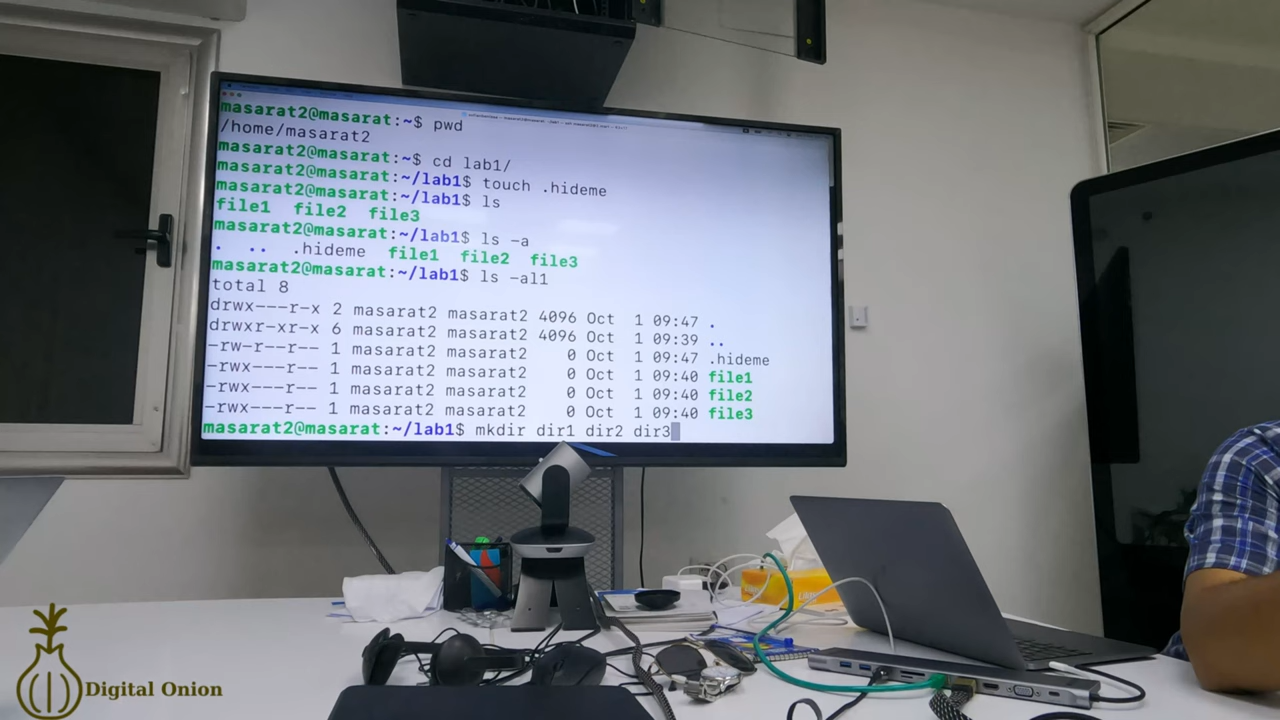 masarat2@masarat:~$ pwd
/home/masarat2
masarat2@masarat:~$ cd lab1/
masarat2@masarat:~/lab1$ touch .hideme
masarat2@masarat:~/lab1$ ls
file1 file2 file3
masarat2@masarat:~/lab1$ ls -a
. .. .hideme file1 file2 file3
masarat2@masarat:~/lab1$ ls -al1
total 8
drwx---r-x 2 masarat2 masarat2 4096 Oct 1 09:47 .
drwxr-xr-x 6 masarat2 masarat2 4096 Oct 1 09:39 ..
-rw-r--r-- 1 masarat2 masarat2 0 Oct 1 09:47 .hideme
-rwx---r-- 1 masarat2 masarat2 0 Oct 1 09:40 file1
-rwx---r-- 1 masarat2 masarat2 0 Oct 1 09:40 file2
-rwx---r-- 1 masarat2 masarat2 0 Oct 1 09:40 file3
masarat2@masarat:~/lab1$ mkdir dir1 dir2 dir3
Digital Onion